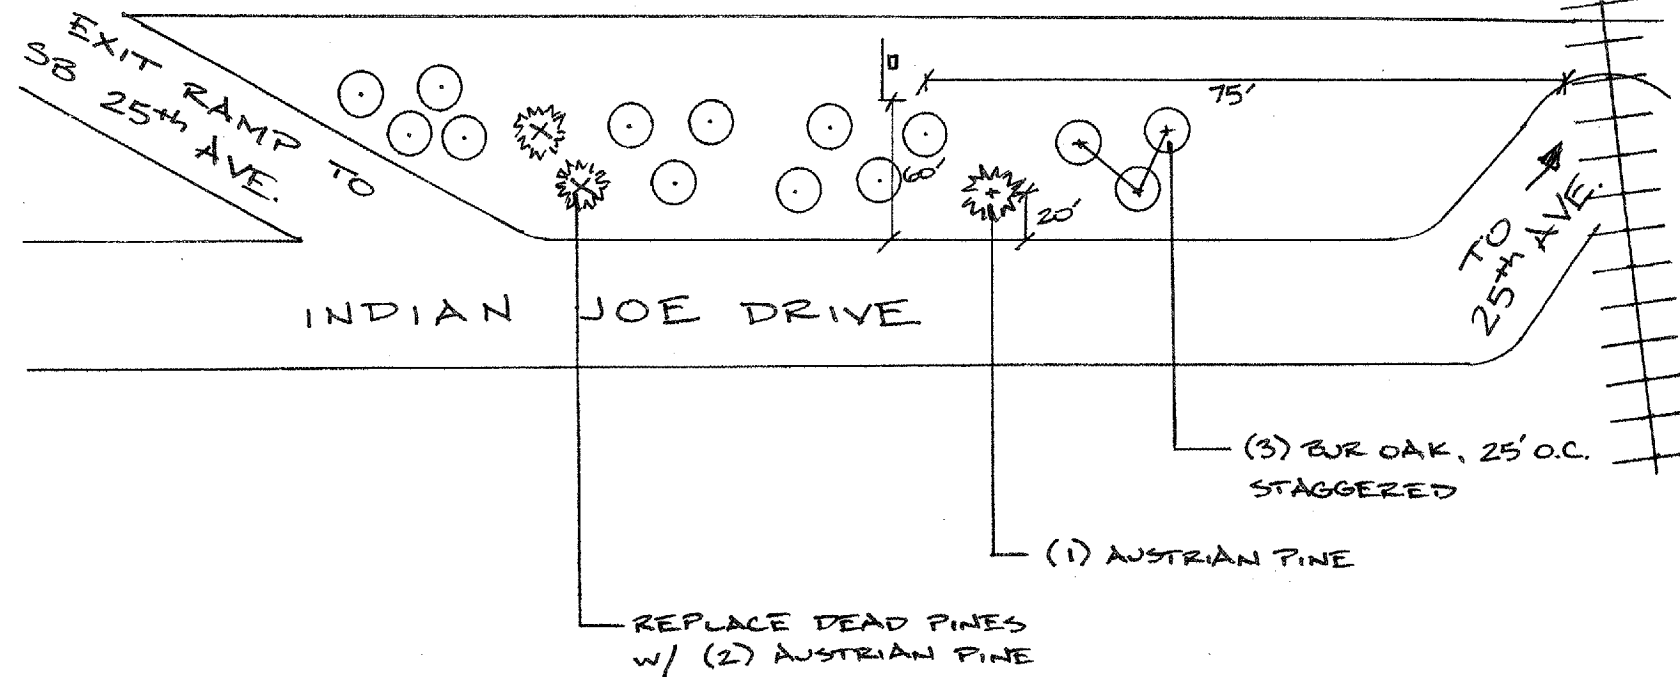 EXIT RAMP TO
SB 25th AVE.
75'
60'
20'
TO
25th AVE.
INDIAN JOE DRIVE
(3) BUR OAK, 25' O.C.
STAGGERED
(1) AUSTRIAN PINE
REPLACE DEAD PINES
W/ (2) AUSTRIAN PINE